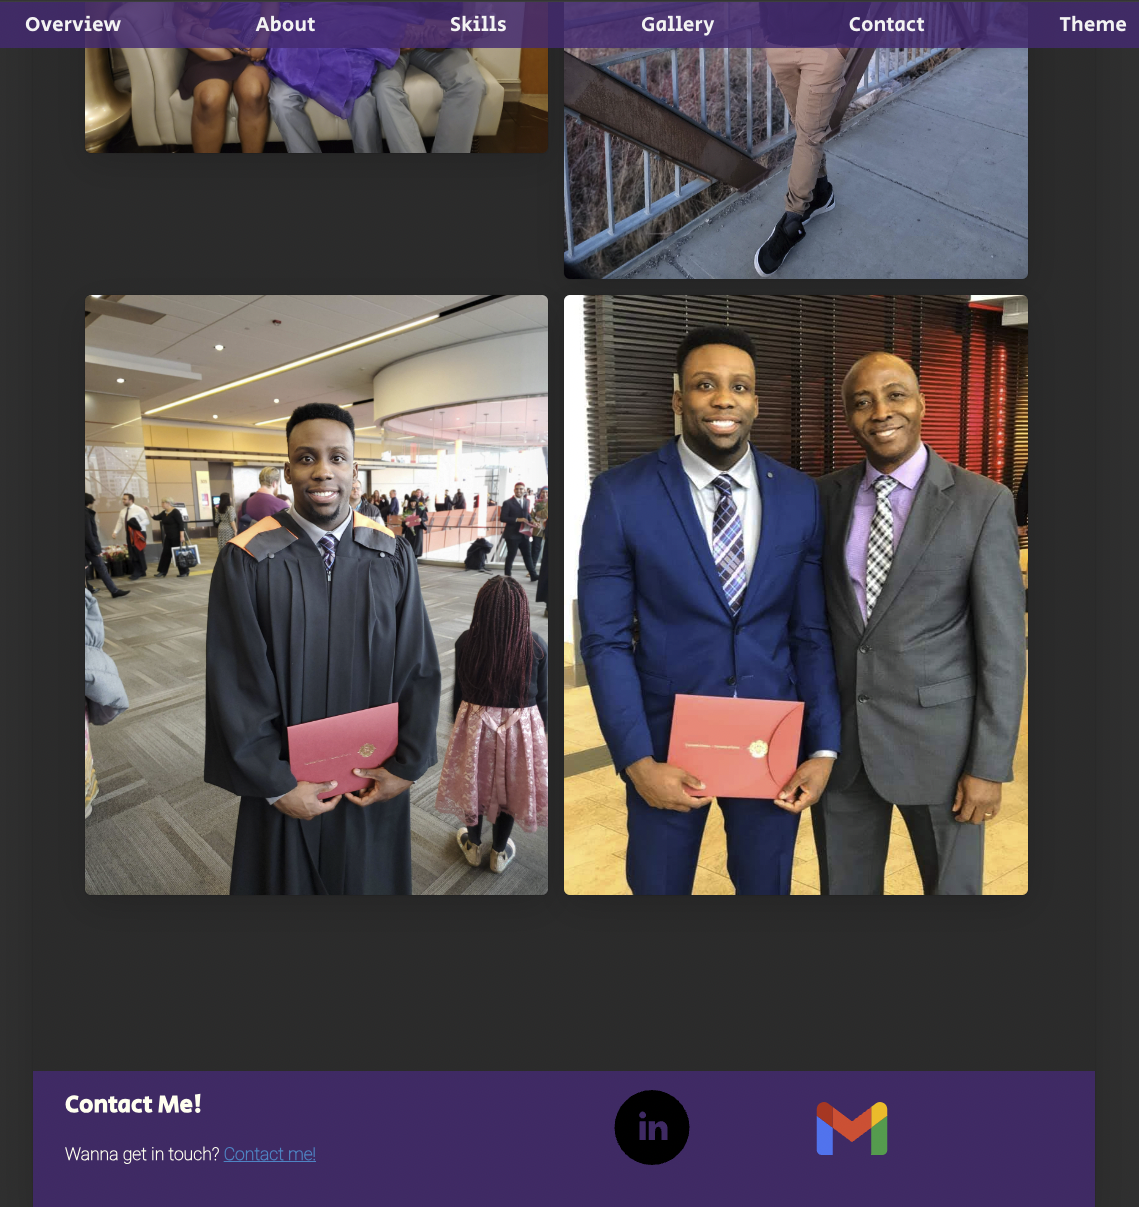 Overview About Skills Gallery Contact Theme
in
Contact Me!
Wanna get in touch? Contact me!